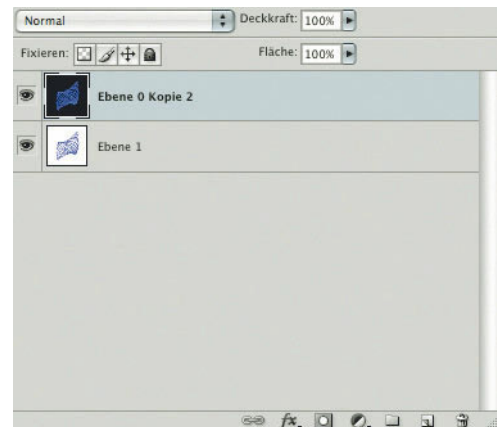 Normal Deckkraft: 100%
Fixieren: Fläche: 100%
Ebene 0 Kopie 2
Ebene 1
fx.